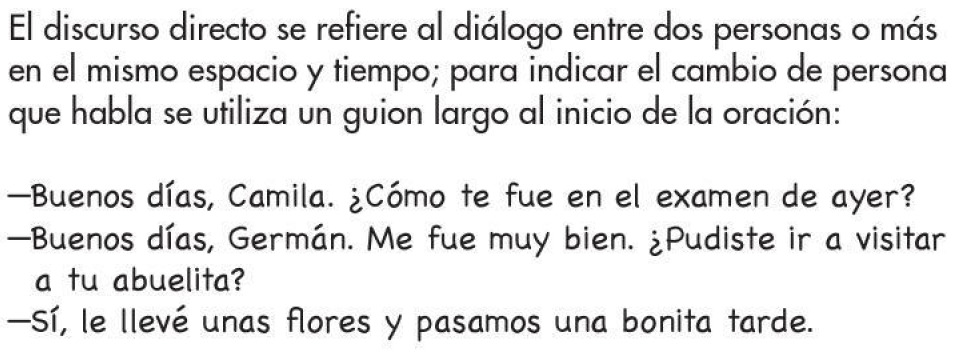 El discurso directo se refiere al diálogo entre dos personas o más
en el mismo espacio y tiempo; para indicar el cambio de persona
que habla se utiliza un guion largo al inicio de la oración:
—Buenos días, Camila. ¿Cómo te fue en el examen de ayer?
—Buenos días, Germán. Me fue muy bien. ¿Pudiste ir a visitar
a tu abuelita?
—Sí, le llevé unas flores y pasamos una bonita tarde.